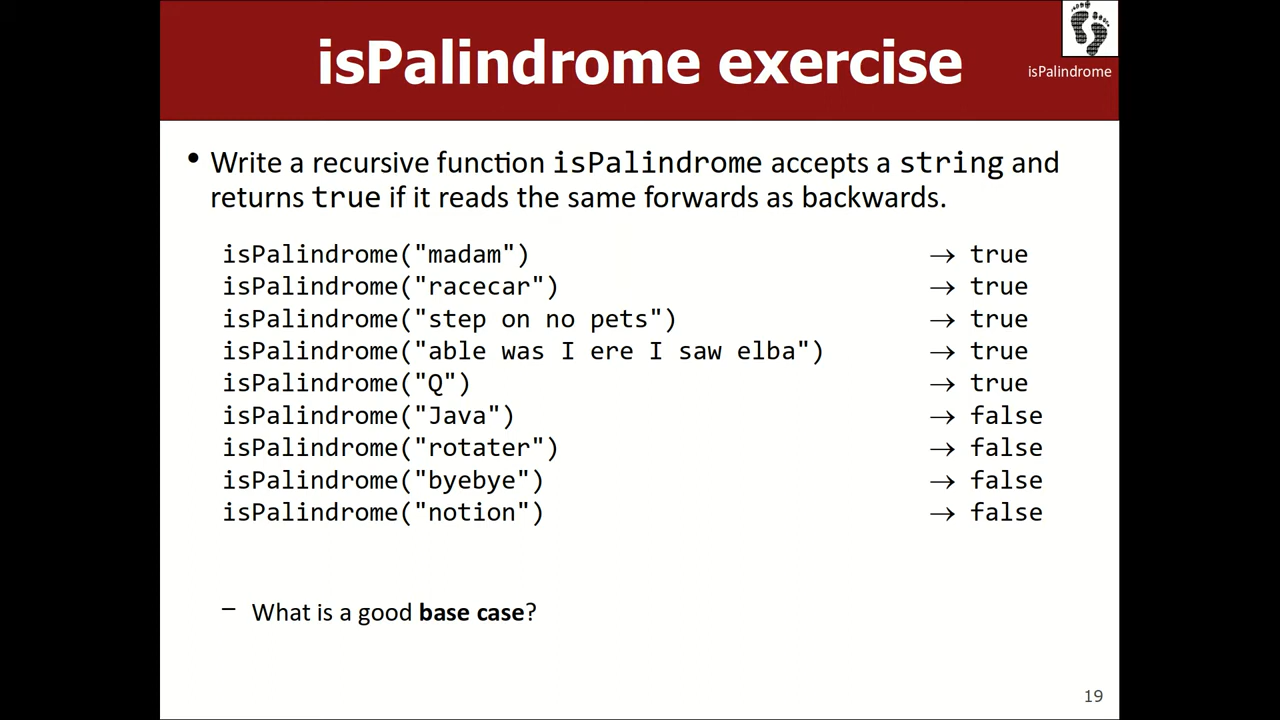 isPalindrome exercise
isPalindrome
• Write a recursive function isPalindrome accepts a string and
returns true if it reads the same forwards as backwards.
isPalindrome("madam") → true
isPalindrome("racecar") → true
isPalindrome("step on no pets") → true
isPalindrome("able was I ere I saw elba") → true
isPalindrome("Q") → true
isPalindrome("Java") → false
isPalindrome("rotater") → false
isPalindrome("byebye") → false
isPalindrome("notion") → false
– What is a good base case?
19